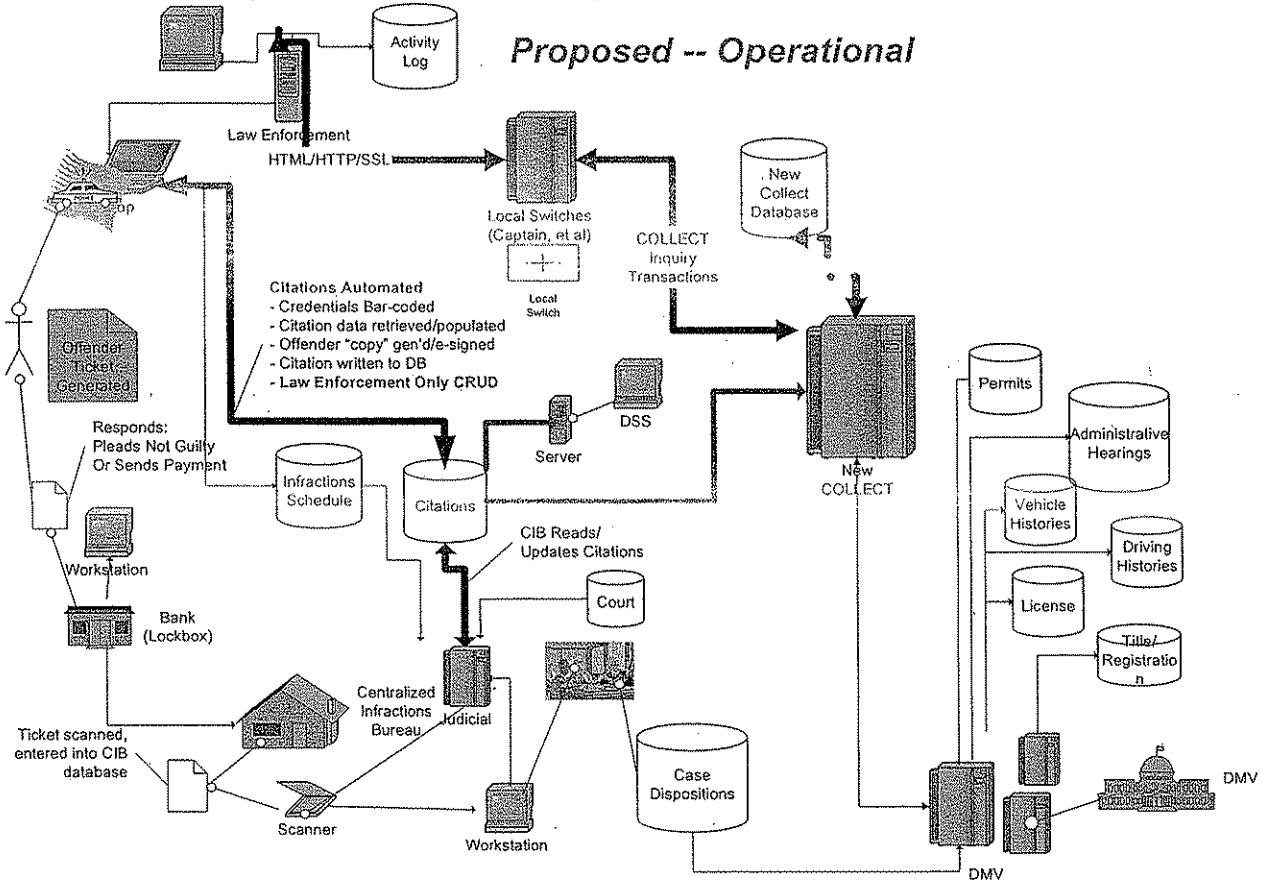 Proposed -- Operational
Activity
Log
Law Enforcement
HTML/HTTP/SSL
New
Collect
Database
Local Switches
(Captain, et al)
COLLECT
Inquiry
Transactions
Local
Switch
Citations Automated
- Credentials Bar-coded
- Citation data retrieved/populated
- Offender "copy" gen'd/e-signed
- Citation written to DB
- Law Enforcement Only CRUD
Offender
Ticket
Generated
Permits
DSS
Administrative
Hearings
Responds:
Pleads Not Guilty
Or Sends Payment
Server
Infractions
Schedule
Citations
New
COLLECT
Vehicle
Histories
Driving
Histories
CIB Reads/
Updates Citations
Workstation
Court
License
Bank
(Lockbox)
Title/
Registratio
n
Centralized
Infractions
Bureau
Judicial
Ticket scanned,
entered into CIB
database
Case
Dispositions
DMV
Scanner
Workstation
DMV